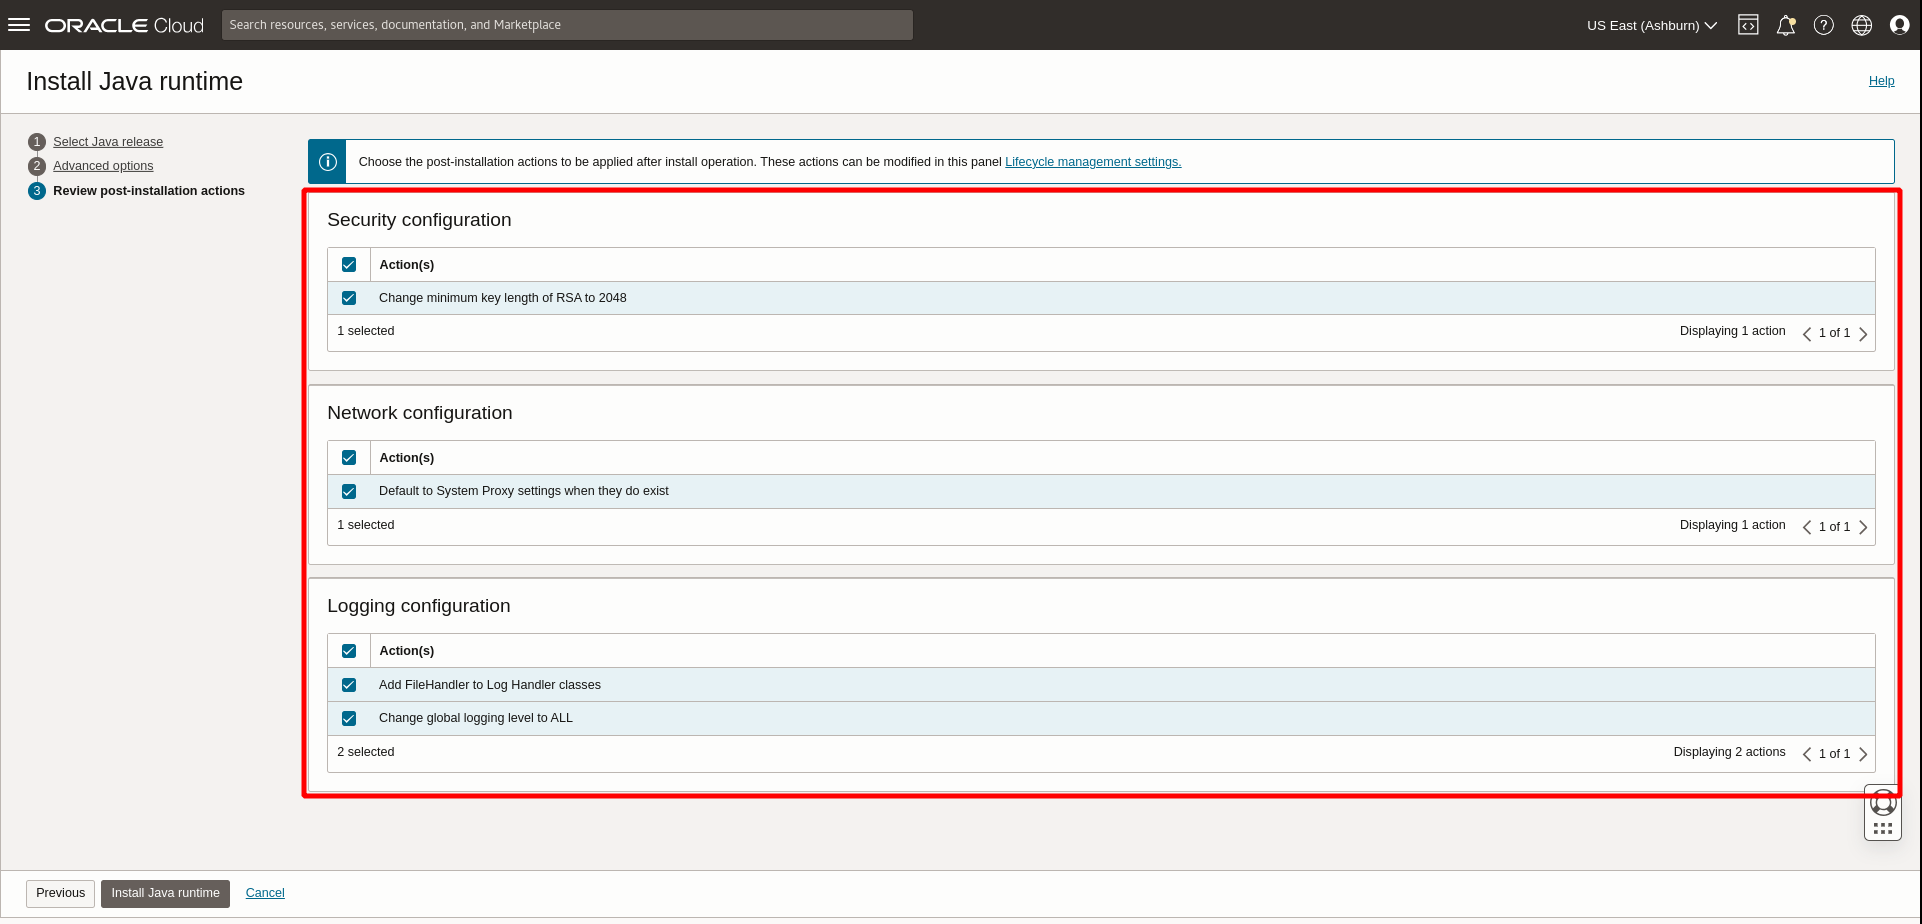 ORACLE Cloud
Search resources, services, documentation, and Marketplace
US East (Ashburn)
Install Java runtime
Help
1 Select Java release
2 Advanced options
3 Review post-installation actions
Choose the post-installation actions to be applied after install operation. These actions can be modified in this panel Lifecycle management settings.
Security configuration
Action(s)
Change minimum key length of RSA to 2048
1 selected
Displaying 1 action
1 of 1
Network configuration
Action(s)
Default to System Proxy settings when they do exist
1 selected
Displaying 1 action
1 of 1
Logging configuration
Action(s)
Add FileHandler to Log Handler classes
Change global logging level to ALL
2 selected
Displaying 2 actions
1 of 1
Previous
Install Java runtime
Cancel